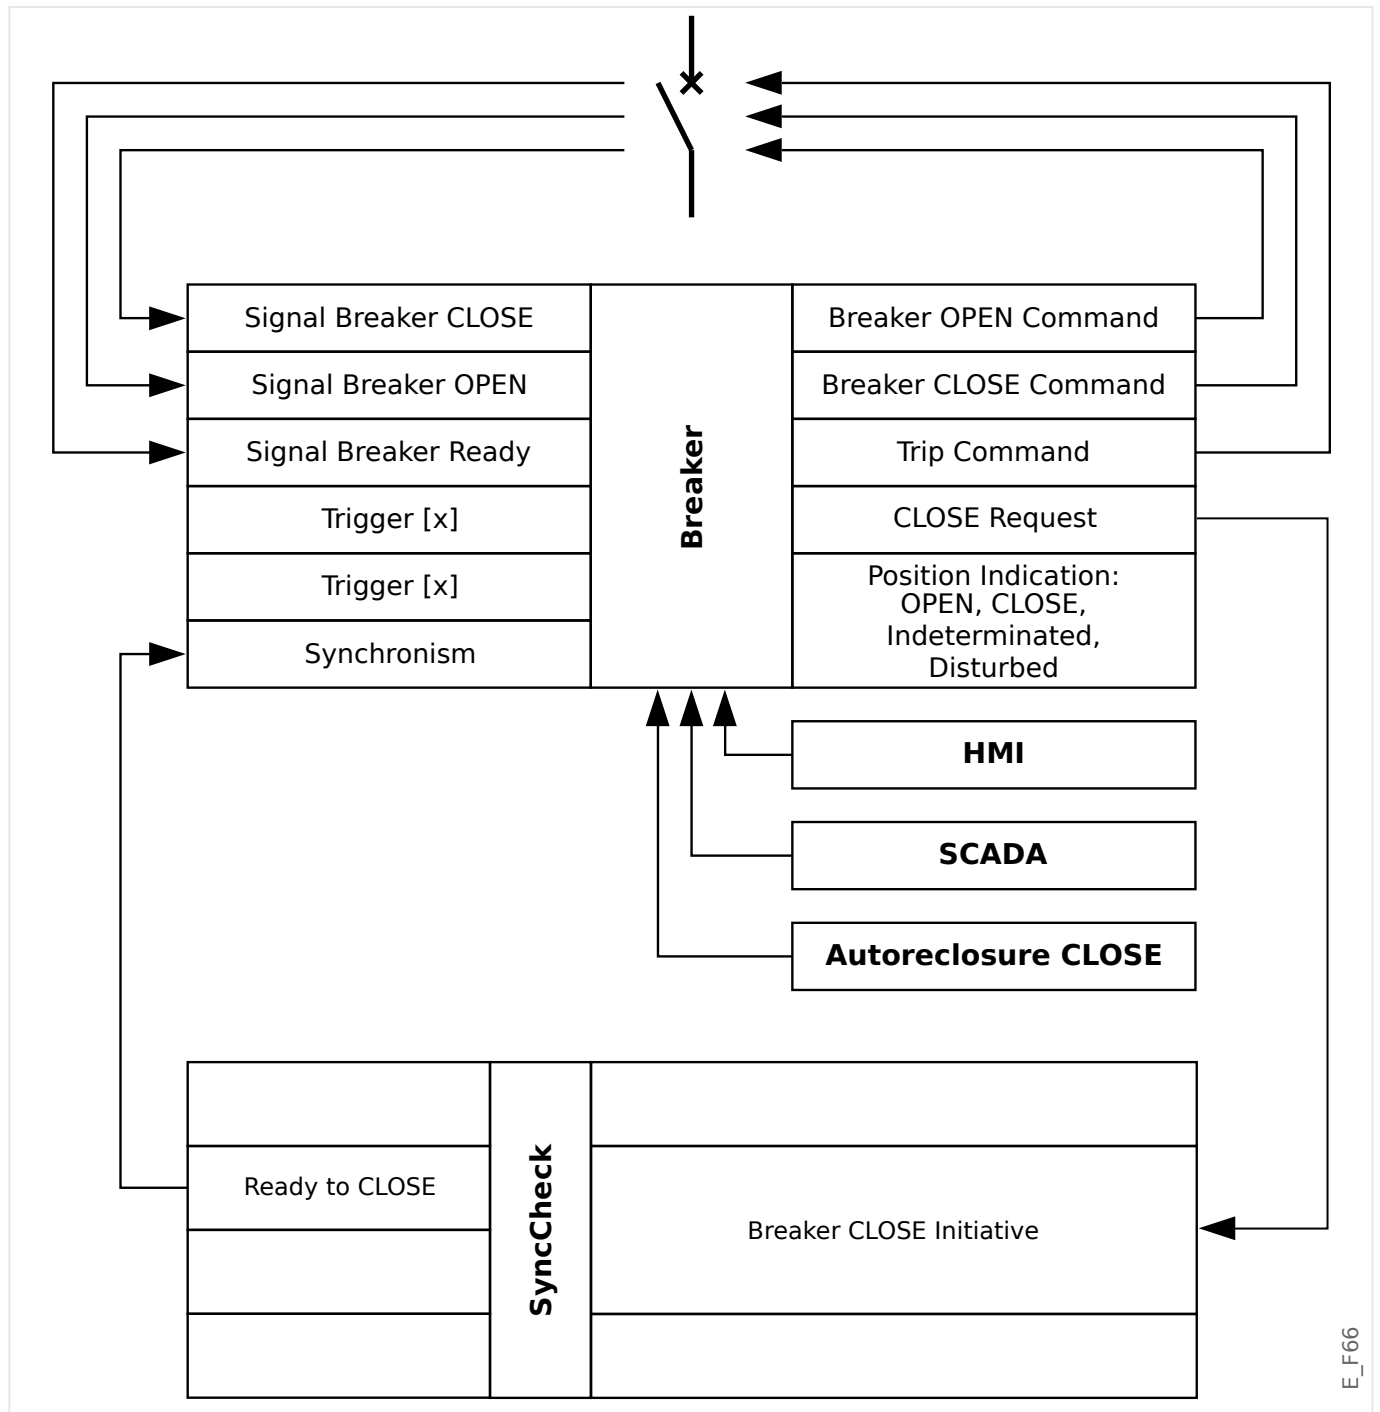 Signal Breaker CLOSE
Signal Breaker OPEN
Signal Breaker Ready
Trigger [x]
Trigger [x]
Synchronism
Breaker
Breaker OPEN Command
Breaker CLOSE Command
Trip Command
CLOSE Request
Position Indication:
OPEN, CLOSE,
Indeterminated,
Disturbed
HMI
SCADA
Autoreclosure CLOSE
Ready to CLOSE
SyncCheck
Breaker CLOSE Initiative
E_F66